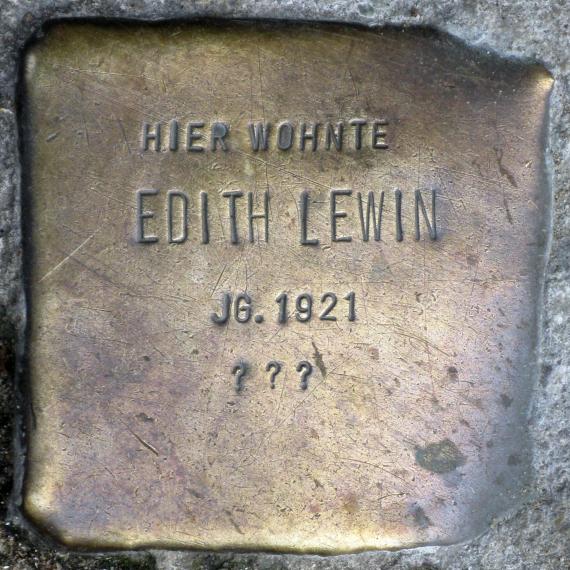 HIER WOHNTE
EDITH LEWIN
JG. 1921
? ? ?